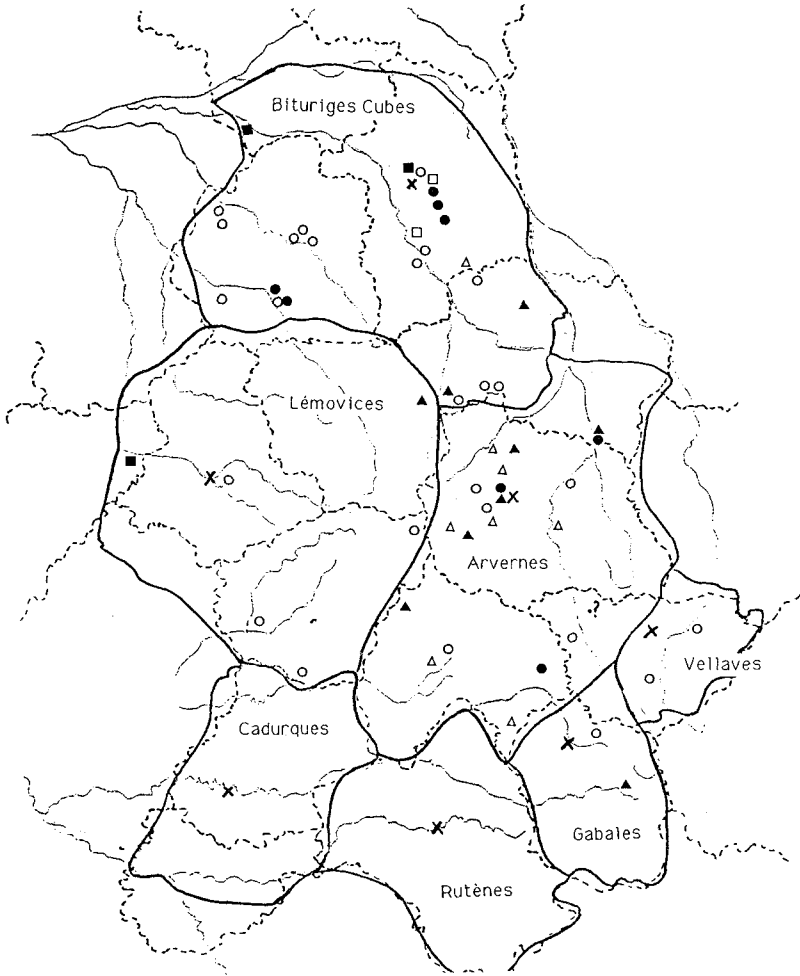 Bituriges Cubes
Lémovices
Arvernes
Vellaves
Cadurques
Gabales
Rutènes